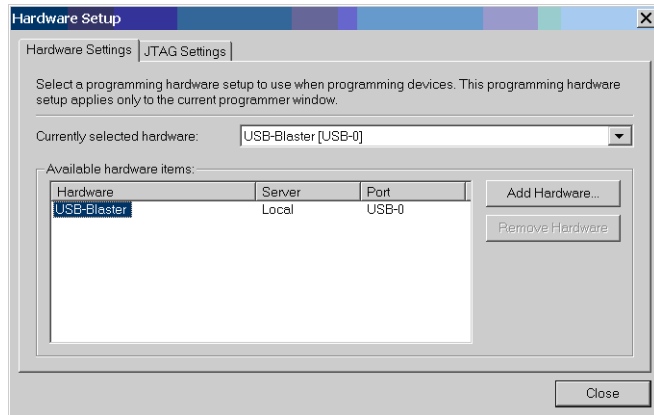 Hardware Setup
Hardware Settings
JTAG Settings
Select a programming hardware setup to use when programming devices. This programming hardware
setup applies only to the current programmer window.
Currently selected hardware:
USB-Blaster [USB-0]
Available hardware items:
Hardware Server Port
USB-Blaster Local USB-0
Add Hardware...
Remove Hardware
Close